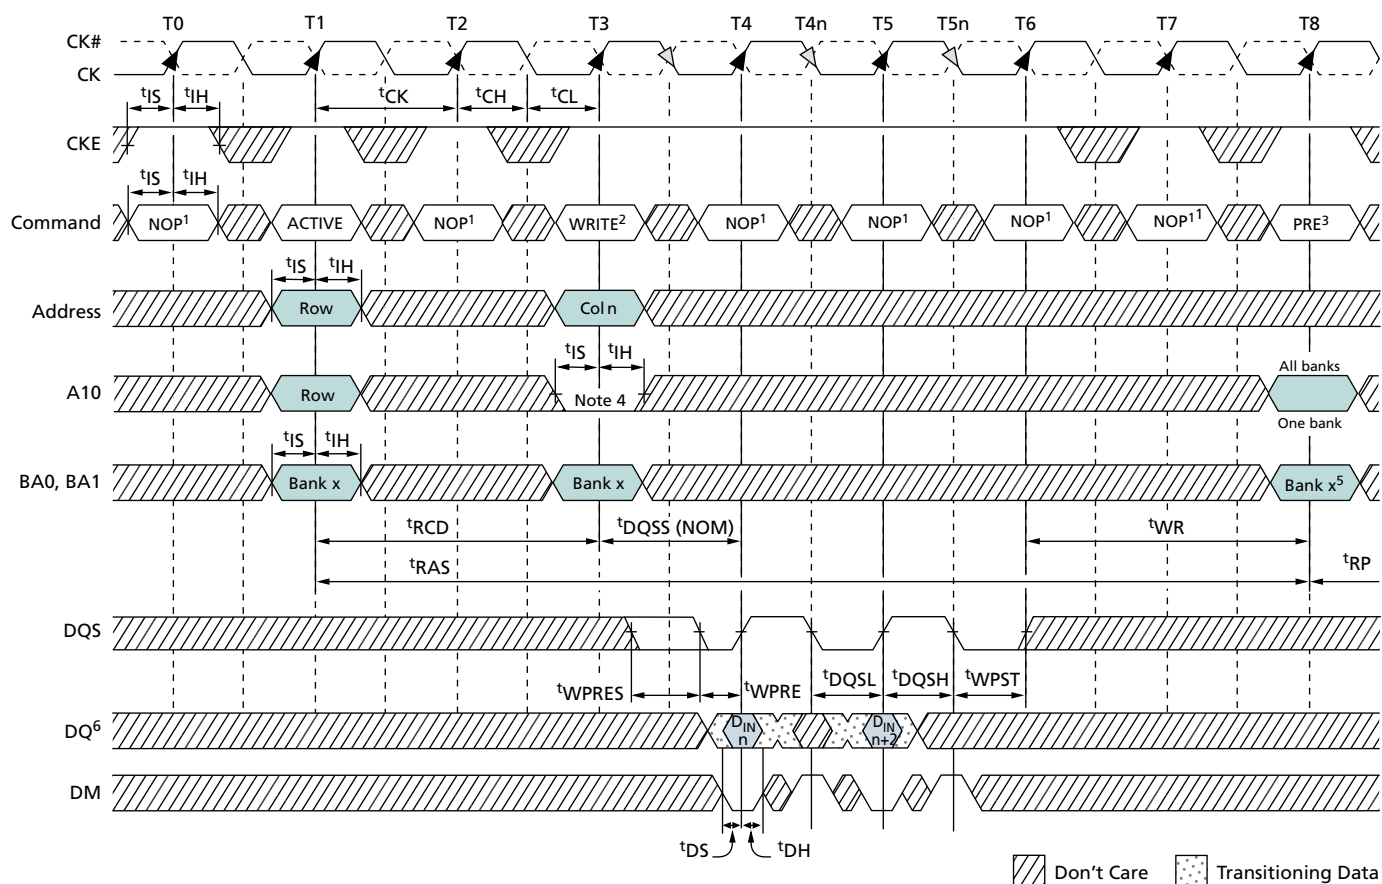 T0 T1 T2 T3 T4 T4n T5 T5n T6 T7 T8
CK#
CK
tIS tIH tCK tCH tCL
CKE
tIS tIH
Command NOP1 ACTIVE NOP1 WRITE2 NOP1 NOP1 NOP1 NOP1 1 PRE3
tIS tIH
Address Row Col n
tIS tIH All banks
A10 Row Note 4
One bank
tIS tIH
BA0, BA1 Bank x Bank x Bank x5
tRCD tDQSS (NOM) tWR
tRAS tRP
DQS
tWPRES tWPRE tDQSL tDQSH tWPST
DQ6 DIN n DIN n+2
DM
tDS tDH
Don't Care Transitioning Data